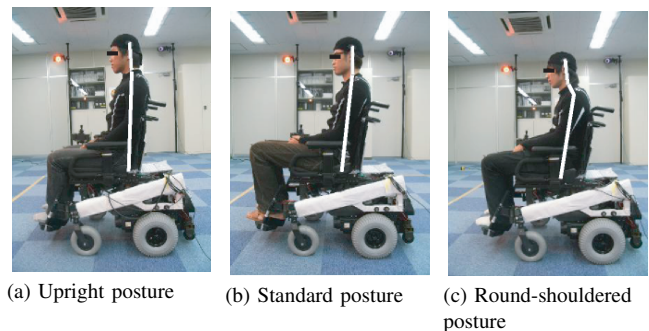 (a) Upright posture
(b) Standard posture
(c) Round-shouldered
posture